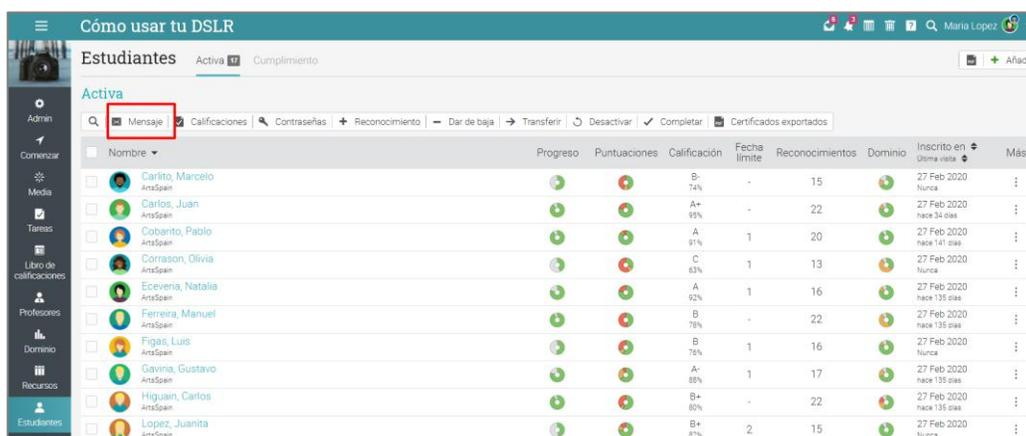 Cómo usar tu DSLR
6 3 Maria Lopez
Estudiantes Activa 17 Cumplimiento
+ Añad
Activa
Mensaje Calificaciones Contraseñas + Reconocimiento − Dar de baja → Transferir Desactivar ✓ Completar Certificados exportados
Nombre Progreso Puntuaciones Calificación Fecha límite Reconocimientos Dominio Inscrito en Última visita Más
Carlito, Marcelo B- - 15 27 Feb 2020
ArtsSpain 74% Nunca
Carlos, Juan A+ - 22 27 Feb 2020
ArtsSpain 95% hace 34 días
Cobarito, Pablo A 1 20 27 Feb 2020
ArtsSpain 91% hace 141 días
Corrason, Olivia C 1 13 27 Feb 2020
ArtsSpain 63% Nunca
Eceveria, Natalia A 1 16 27 Feb 2020
ArtsSpain 92% hace 135 días
Ferreira, Manuel B - 22 27 Feb 2020
ArtsSpain 78% hace 135 días
Figas, Luis B 1 16 27 Feb 2020
ArtsSpain 76% Nunca
Gaviria, Gustavo A- 1 17 27 Feb 2020
ArtsSpain 88% hace 135 días
Higuain, Carlos B+ - 22 27 Feb 2020
ArtsSpain 80% hace 135 días
Lopez, Juanita B+ 2 15 27 Feb 2020
ArtsSpain 82% Nunca
Admin
Comenzar
Media
Tareas
Libro de
calificaciones
Profesores
Dominio
Recursos
Estudiantes